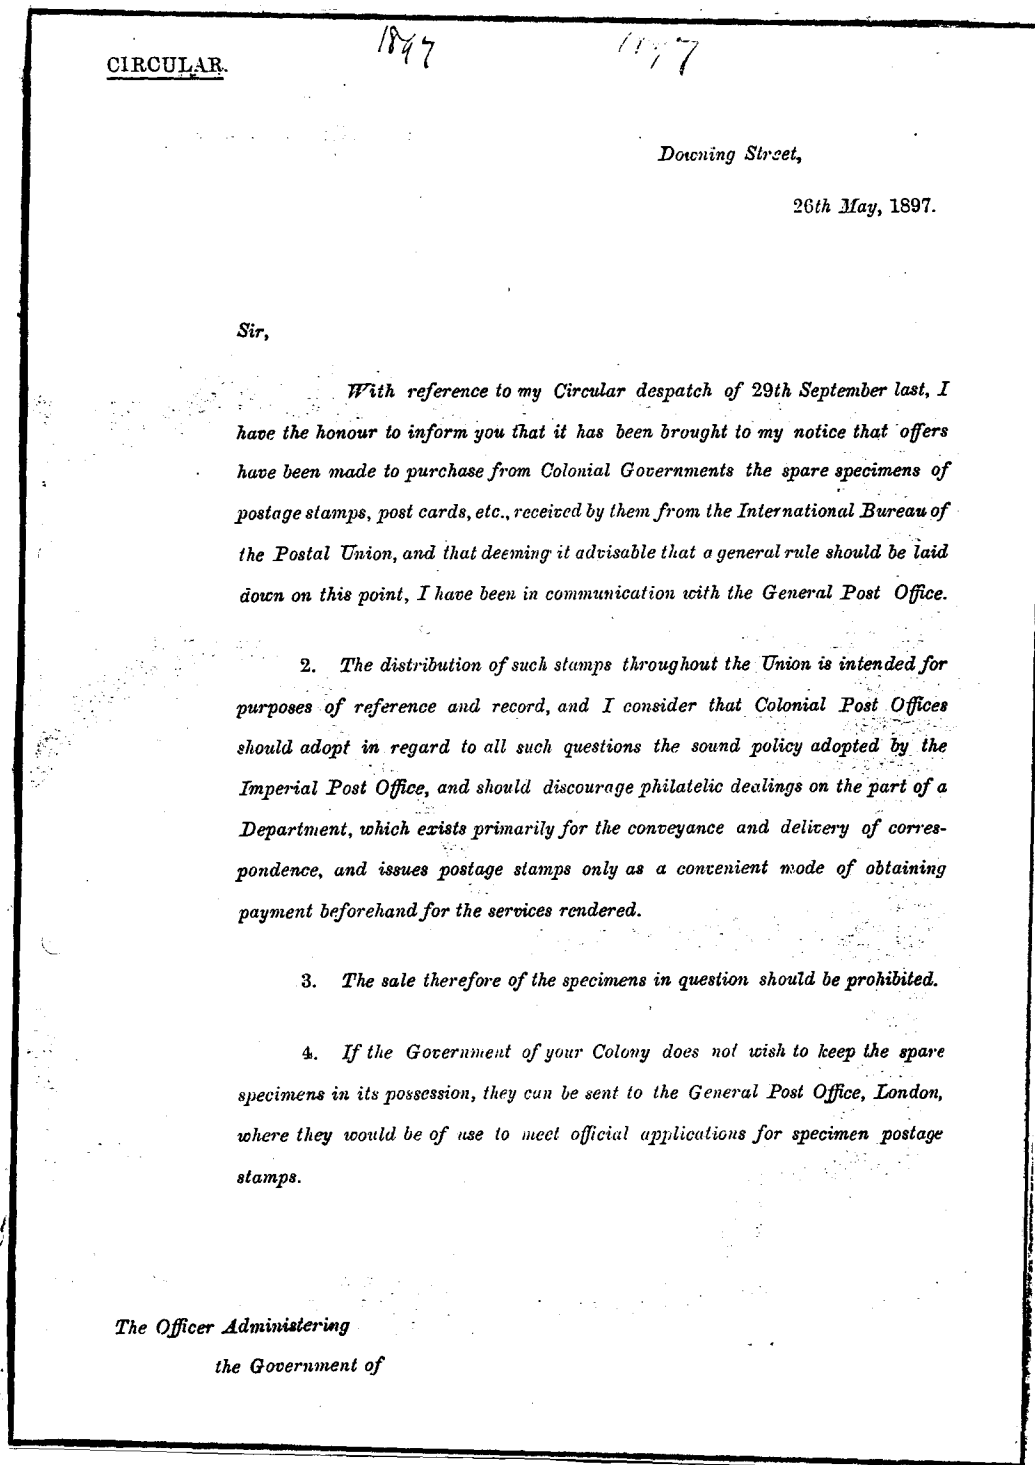 1897 1897
CIRCULAR.
Downing Street,
26th May, 1897.
Sir,
With reference to my Circular despatch of 29th September last, I
have the honour to inform you that it has been brought to my notice that offers
have been made to purchase from Colonial Governments the spare specimens of
postage stamps, post cards, etc., received by them from the International Bureau of
the Postal Union, and that deeming it advisable that a general rule should be laid
down on this point, I have been in communication with the General Post Office.
2. The distribution of such stamps throughout the Union is intended for
purposes of reference and record, and I consider that Colonial Post Offices
should adopt in regard to all such questions the sound policy adopted by the
Imperial Post Office, and should discourage philatelic dealings on the part of a
Department, which exists primarily for the conveyance and delivery of corres-
pondence, and issues postage stamps only as a convenient mode of obtaining
payment beforehand for the services rendered.
3. The sale therefore of the specimens in question should be prohibited.
4. If the Government of your Colony does not wish to keep the spare
specimens in its possession, they can be sent to the General Post Office, London,
where they would be of use to meet official applications for specimen postage
stamps.
The Officer Administering
the Government of